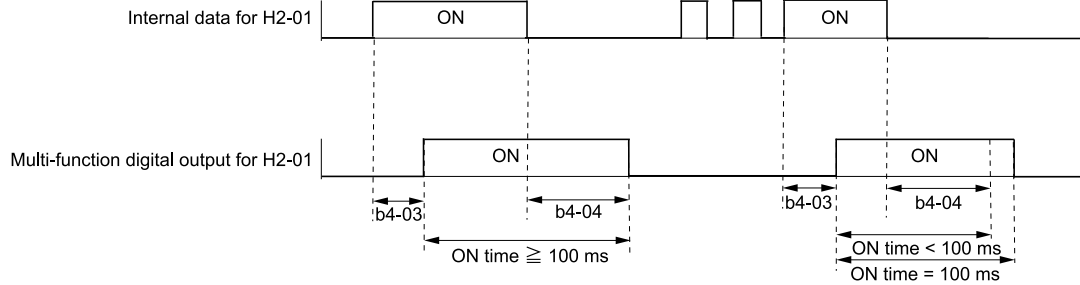 Internal data for H2-01
ON
ON
Multi-function digital output for H2-01
ON
ON
b4-03
b4-04
b4-03
b4-04
ON time ≧ 100 ms
ON time < 100 ms
ON time = 100 ms